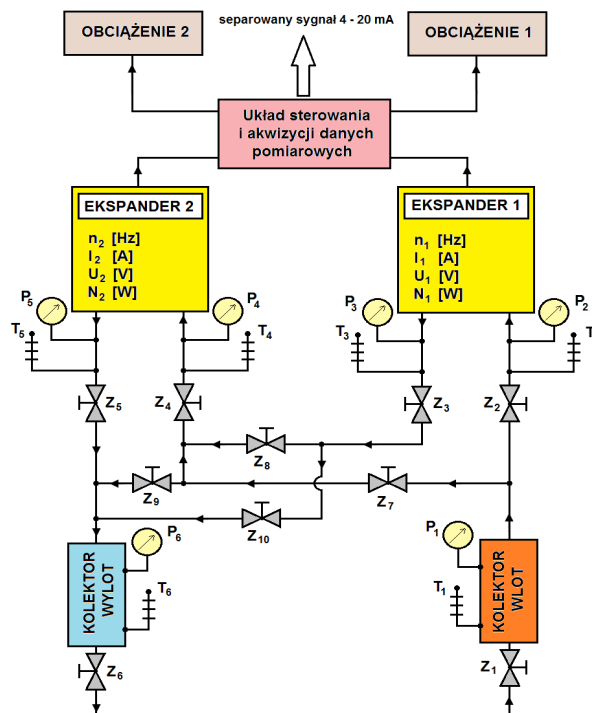 separowany sygnał 4 - 20 mA
OBCIĄŻENIE 2
OBCIĄŻENIE 1
Układ sterowania
i akwizycji danych
pomiarowych
EKSPANDER 2
n2 [Hz]
I2 [A]
U2 [V]
N2 [W]
EKSPANDER 1
n1 [Hz]
I1 [A]
U1 [V]
N1 [W]
P5
P4
P3
P2
T5
T4
T3
T
Z5
Z4
Z3
Z2
Z8
Z9
Z7
Z10
P6
P1
T6
T1
KOLEKTOR
WYLOT
KOLEKTOR
WLOT
Z6
Z1